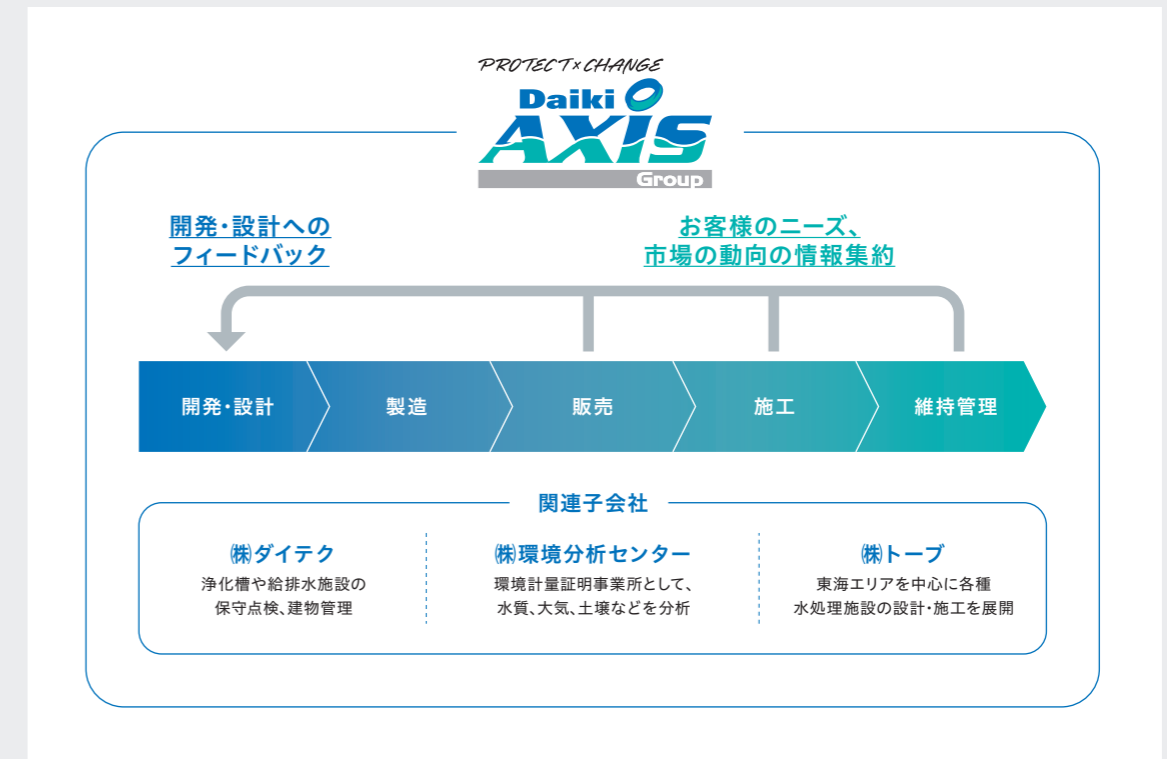 PROTECT×CHANGE
Daiki
AXIS
Group
開発・設計への
フィードバック
お客様のニーズ、
市場の動向の情報集約
開発・設計
製造
販売
施工
維持管理
関連子会社
㈱ダイテク
浄化槽や給排水施設の
保守点検、建物管理
㈱環境分析センター
環境計量証明事業所として、
水質、大気、土壌などを分析
㈱トーブ
東海エリアを中心に各種
水処理施設の設計・施工を展開